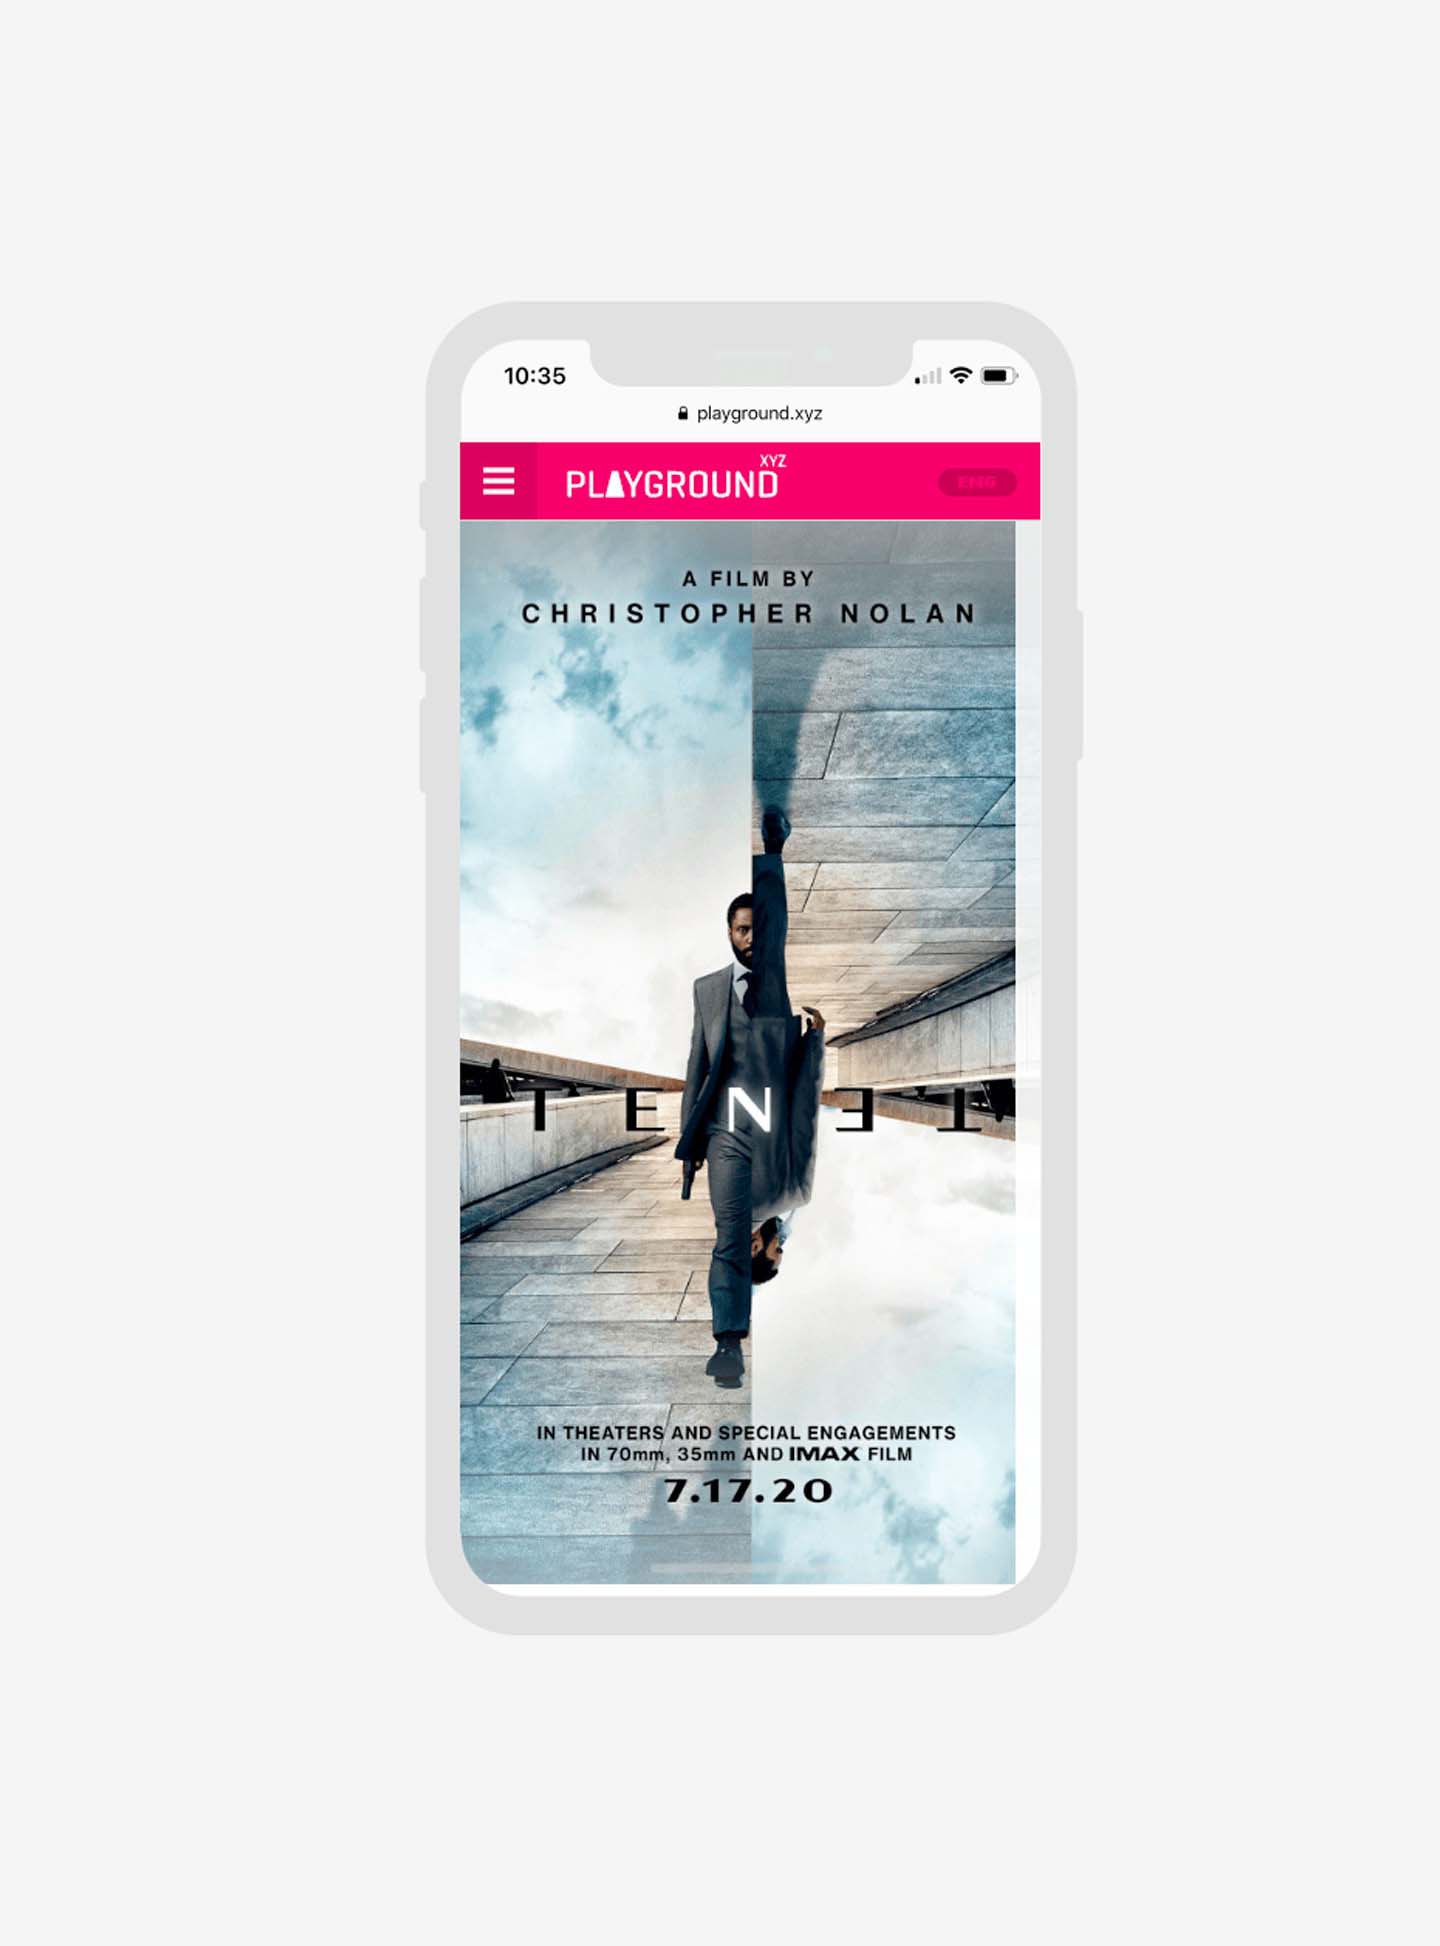 10:35
playground.xyz
PLAYGROUND XYZ
ENG
A FILM BY
CHRISTOPHER NOLAN
TENET
IN THEATERS AND SPECIAL ENGAGEMENTS
IN 70mm, 35mm AND IMAX FILM
7.17.20